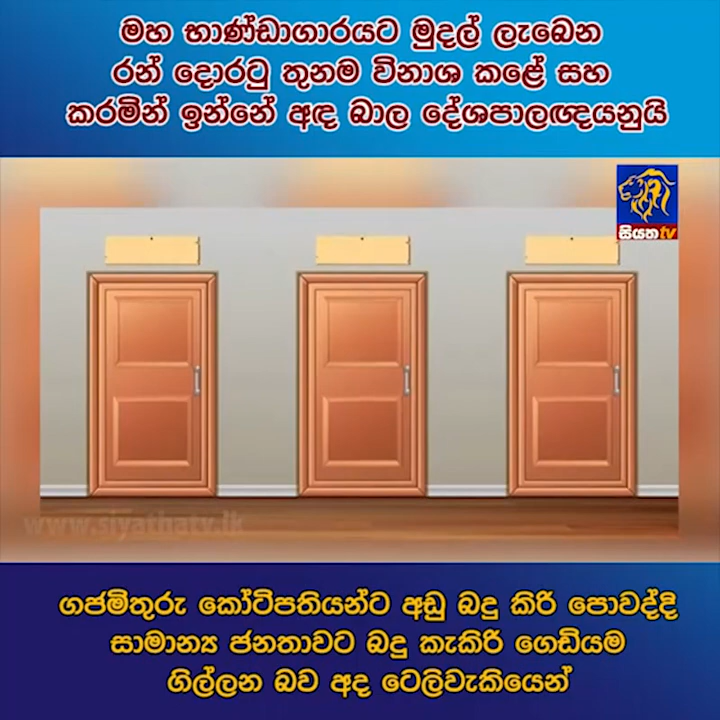 මහ භාණ්ඩාගාරයට මුදල් ලැබෙන
රන් දොරටු තුනම විනාශ කළේ සහ
කරමින් ඉන්නේ අඳ බාල දේශපාලඥයනුයි
සියත tv
www.siyathatv.lk
ගජමිතුරු කෝටිපතියන්ට අඩු බදු කිරි පොවද්දි
සාමාන්‍ය ජනතාවට බදු කැකිරි ගෙඩියම
ගිල්ලන බව අද ටෙලිවැකියෙන්